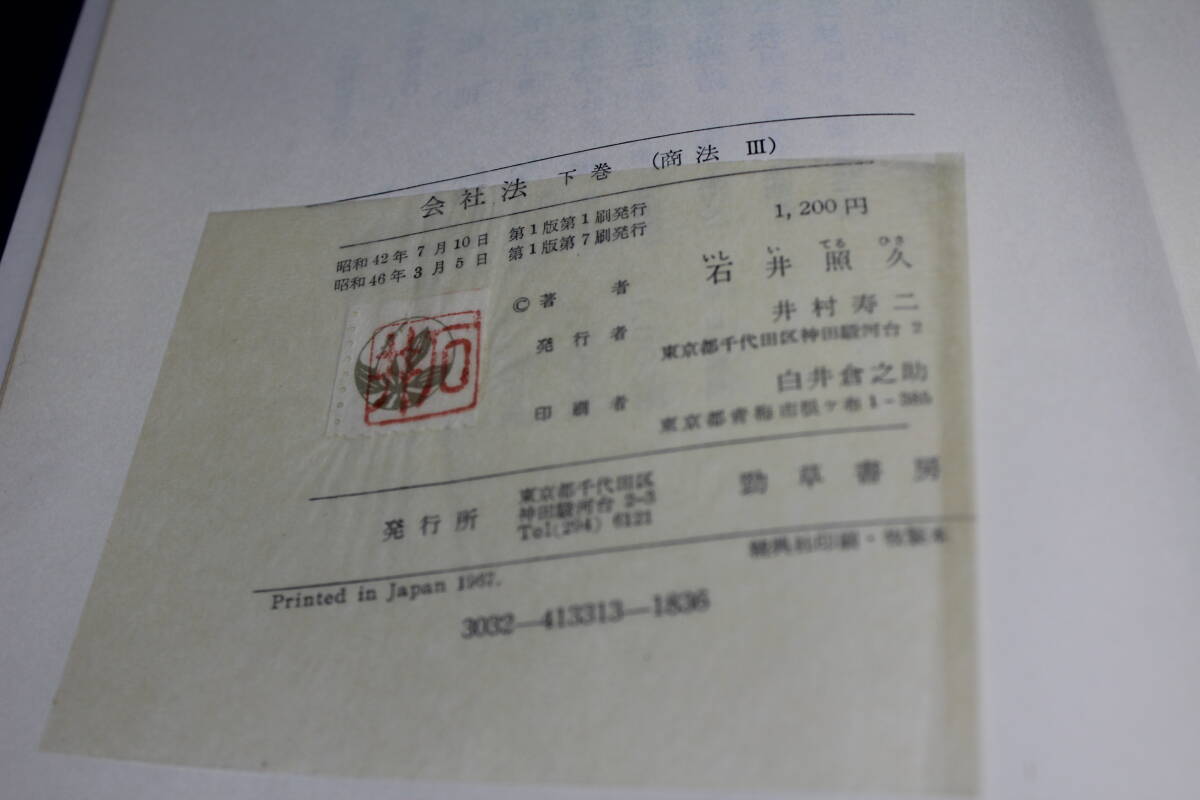 会社法 下巻 (商法 III)
昭和42年7月10日 第1版第1刷発行
昭和46年3月5日 第1版第7刷発行
1,200円
いし い てる ひさ
©著者 石井照久
発行者 井村寿二
東京都千代田区神田駿河台2
印刷者 白井倉之助
東京都青梅市根ヶ布1-385
発行所
東京都千代田区
神田駿河台 2-3
Tel(294) 6121
勁草書房
Printed in Japan 1967.
3032—413313—1836